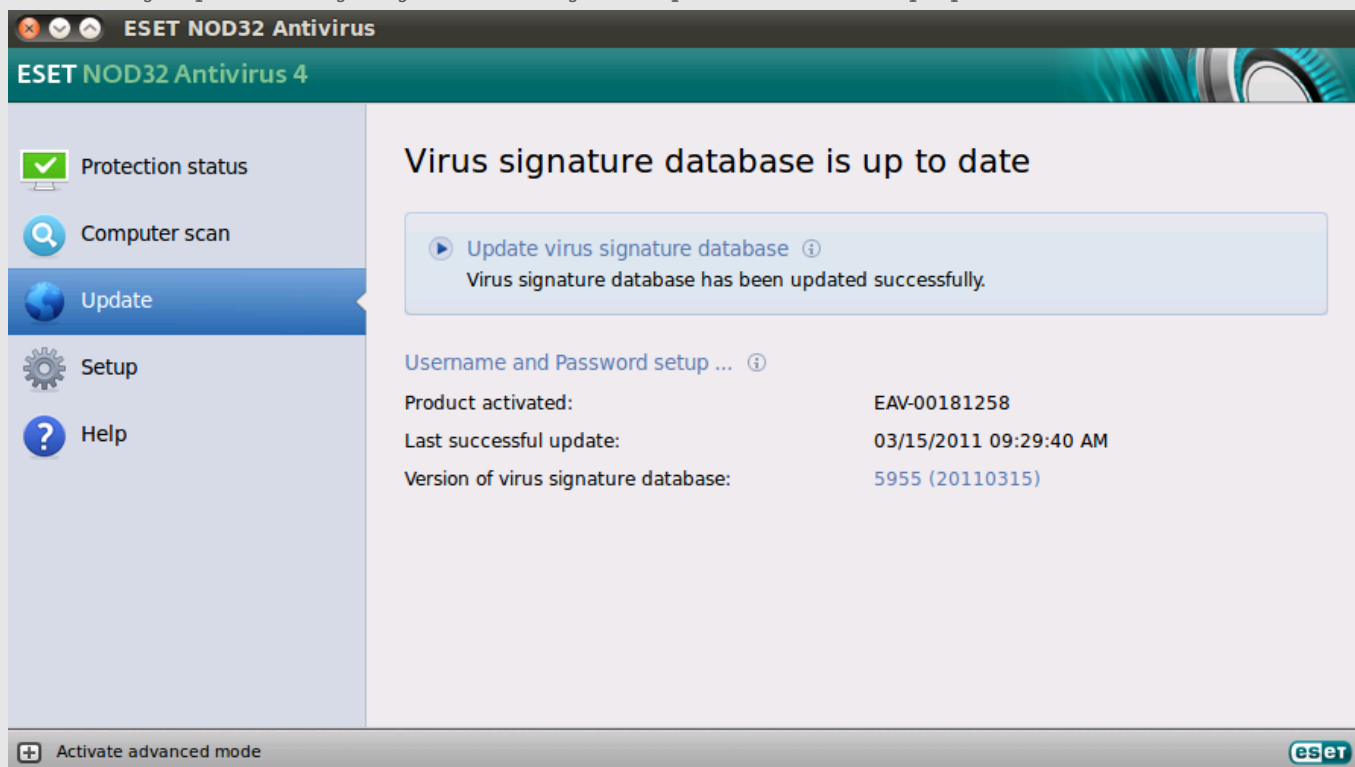 ESET NOD32 Antivirus
ESET NOD32 Antivirus 4
Protection status
Computer scan
Update
Setup
Help
Virus signature database is up to date
Update virus signature database
Virus signature database has been updated successfully.
Username and Password setup ...
Product activated: EAV-00181258
Last successful update: 03/15/2011 09:29:40 AM
Version of virus signature database: 5955 (20110315)
Activate advanced mode
eseT